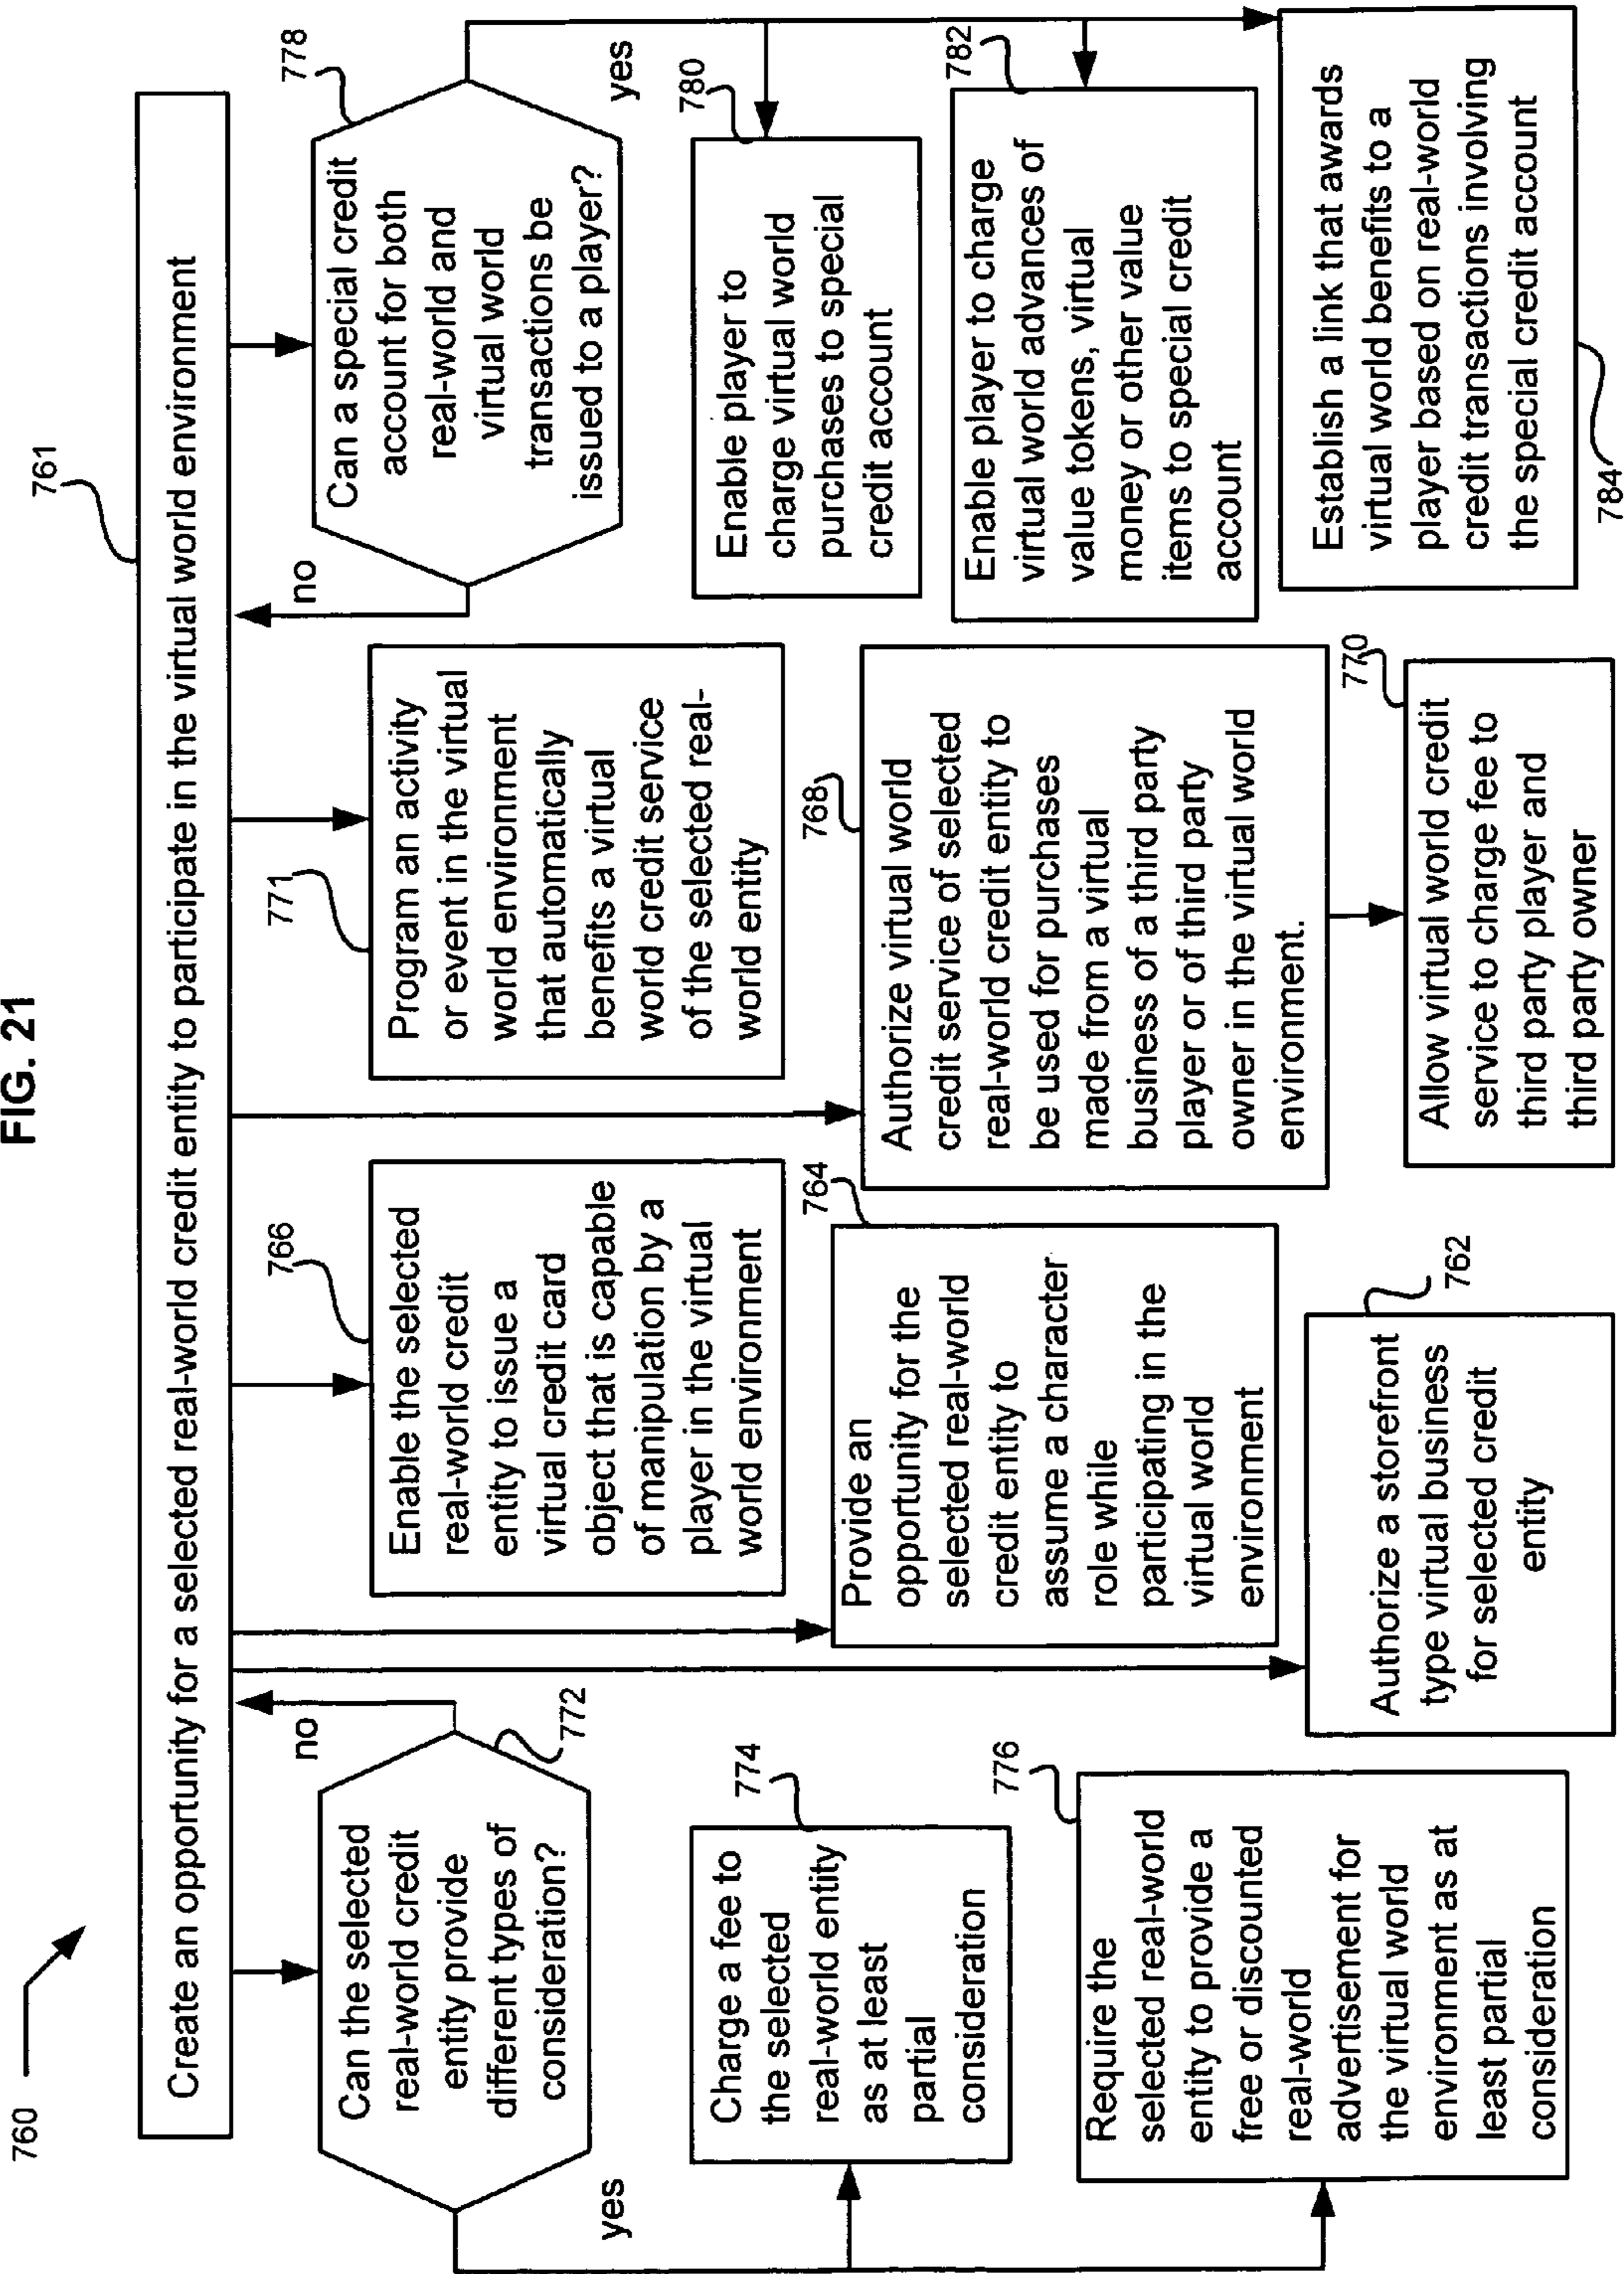 FIG. 21
760
761
Create an opportunity for a selected real-world credit entity to participate in the virtual world environment
Can the selected
real-world credit
entity provide
different types of
consideration?
772
no
yes
774
Charge a fee to
the selected
real-world entity
as at least
partial
consideration
776
Require the
selected real-world
entity to provide a
free or discounted
real-world
advertisement for
the virtual world
environment as at
least partial
consideration
766
Enable the selected
real-world credit
entity to issue a
virtual credit card
object that is capable
of manipulation by a
player in the virtual
world environment
764
Provide an
opportunity for the
selected real-world
credit entity to
assume a character
role while
participating in the
virtual world
environment
762
Authorize a storefront
type virtual business
for selected credit
entity
771
Program an activity
or event in the virtual
world environment
that automatically
benefits a virtual
world credit service
of the selected real-
world entity
768
Authorize virtual world
credit service of selected
real-world credit entity to
be used for purchases
made from a virtual
business of a third party
player or of third party
owner in the virtual world
environment.
770
Allow virtual world credit
service to charge fee to
third party player and
third party owner
778
Can a special credit
account for both
real-world and
virtual world
transactions be
issued to a player?
no
yes
780
Enable player to
charge virtual world
purchases to special
credit account
782
Enable player to charge
virtual world advances of
value tokens, virtual
money or other value
items to special credit
account
Establish a link that awards
virtual world benefits to a
player based on real-world
credit transactions involving
the special credit account
784